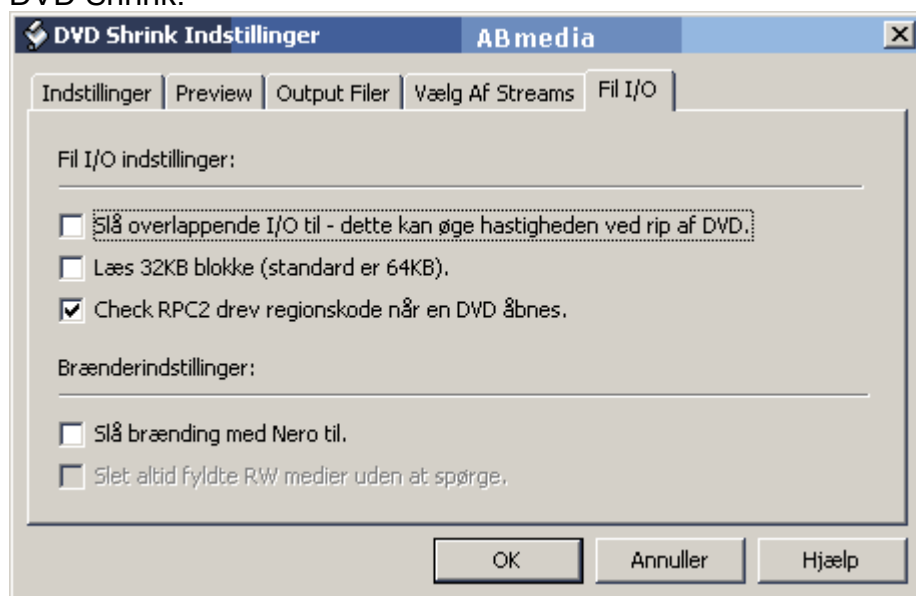 DVD Shrink.
DVD Shrink Indstillinger ABmedia
Indstillinger Preview Output Filer Vælg Af Streams Fil I/O
Fil I/O indstillinger:
Slå overlappende I/O til - dette kan øge hastigheden ved rip af DVD.
Læs 32KB blokke (standard er 64KB).
Check RPC2 drev regionskode når en DVD åbnes.
Brænderindstillinger:
Slå brænding med Nero til.
Slet altid fyldte RW medier uden at spørge.
OK Annuller Hjælp